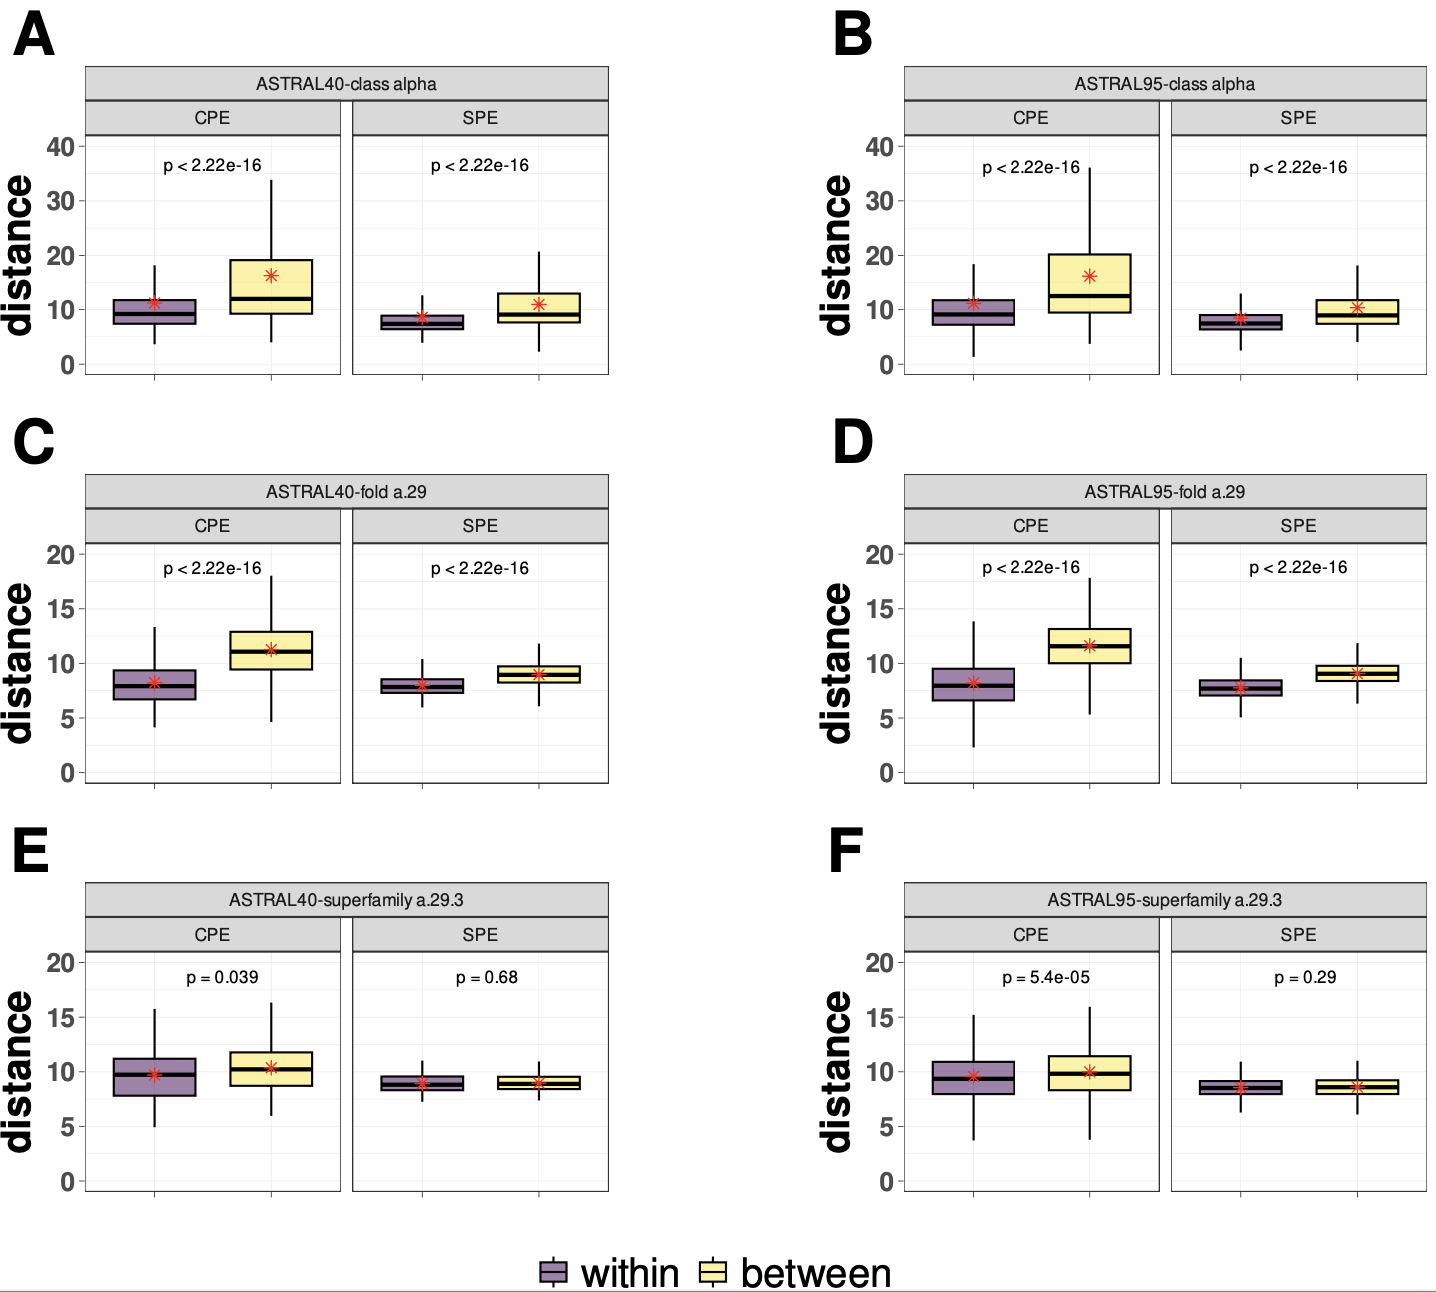 A
ASTRAL40-class alpha
CPE
SPE
distance
40
30
20
10
0
p < 2.22e-16
p < 2.22e-16
B
ASTRAL95-class alpha
CPE
SPE
distance
40
30
20
10
0
p < 2.22e-16
p < 2.22e-16
C
ASTRAL40-fold a.29
CPE
SPE
distance
20
15
10
5
0
p < 2.22e-16
p < 2.22e-16
D
ASTRAL95-fold a.29
CPE
SPE
distance
20
15
10
5
0
p < 2.22e-16
p < 2.22e-16
E
ASTRAL40-superfamily a.29.3
CPE
SPE
distance
20
15
10
5
0
p = 0.039
p = 0.68
F
ASTRAL95-superfamily a.29.3
CPE
SPE
distance
20
15
10
5
0
p = 5.4e-05
p = 0.29
within
between